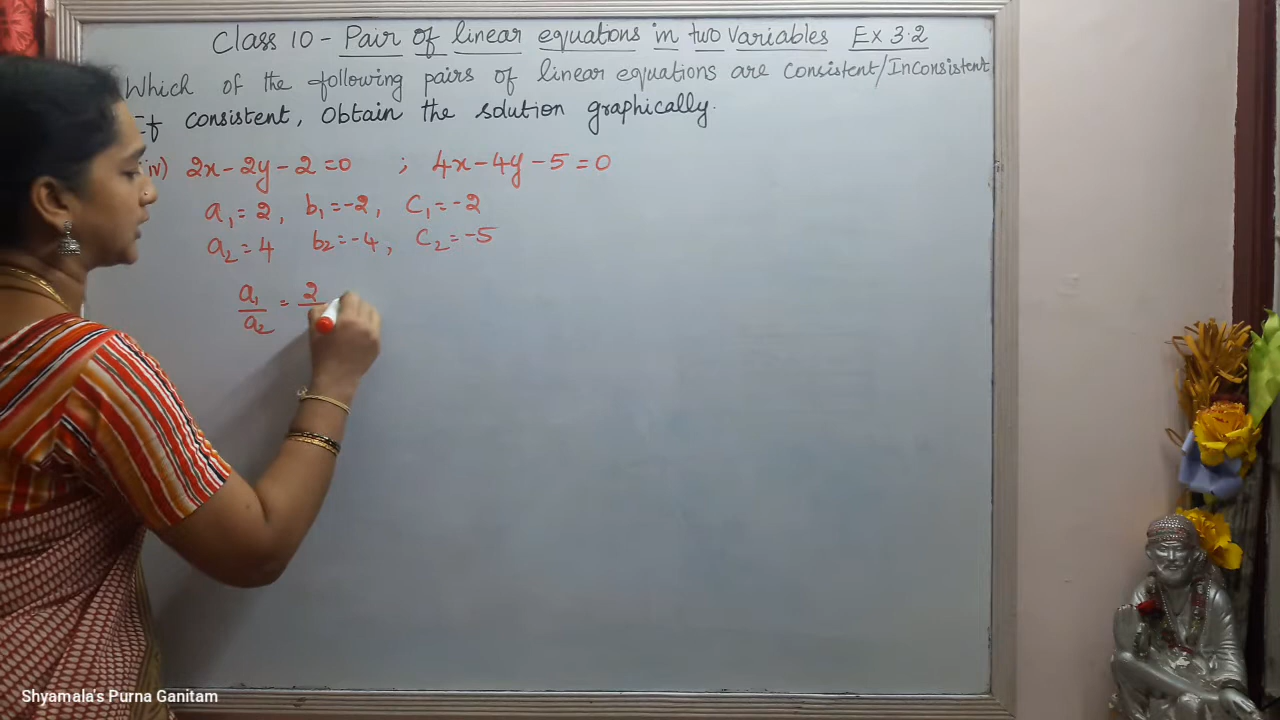 Class 10 - Pair of linear equations in two Variables Ex 3.2
Which of the following pairs of linear equations are Consistent/Inconsistent
If consistent, Obtain the solution graphically.
iv) 2x - 2y - 2 = 0 ; 4x - 4y - 5 = 0
a₁ = 2, b₁ = -2, c₁ = -2
a₂ = 4 b₂ = -4, c₂ = -5
a₁/a₂ = 2
Shyamala's Purna Ganitam